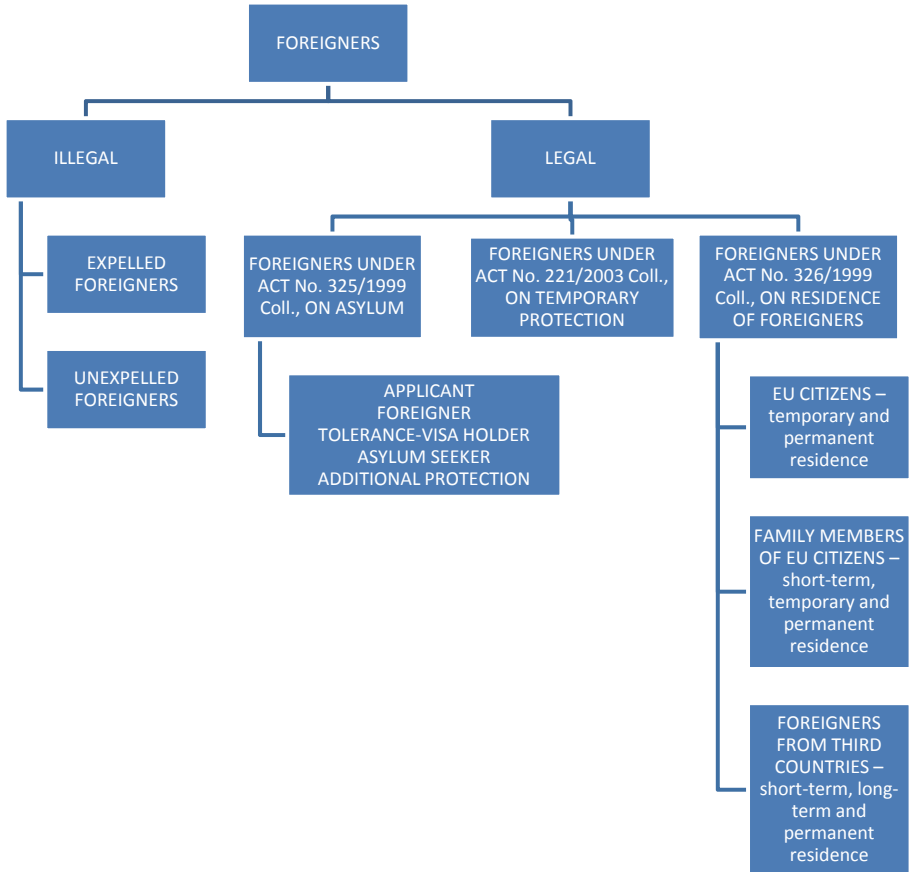 FOREIGNERS
ILLEGAL
LEGAL
EXPELLED
FOREIGNERS
UNEXPELLED
FOREIGNERS
FOREIGNERS UNDER
ACT No. 325/1999
Coll., ON ASYLUM
APPLICANT
FOREIGNER
TOLERANCE-VISA HOLDER
ASYLUM SEEKER
ADDITIONAL PROTECTION
FOREIGNERS UNDER
ACT No. 221/2003 Coll.,
ON TEMPORARY
PROTECTION
FOREIGNERS UNDER
ACT No. 326/1999
Coll., ON RESIDENCE
OF FOREIGNERS
EU CITIZENS –
temporary and
permanent
residence
FAMILY MEMBERS
OF EU CITIZENS –
short-term,
temporary and
permanent
residence
FOREIGNERS
FROM THIRD
COUNTRIES –
short-term, long-
term and
permanent
residence